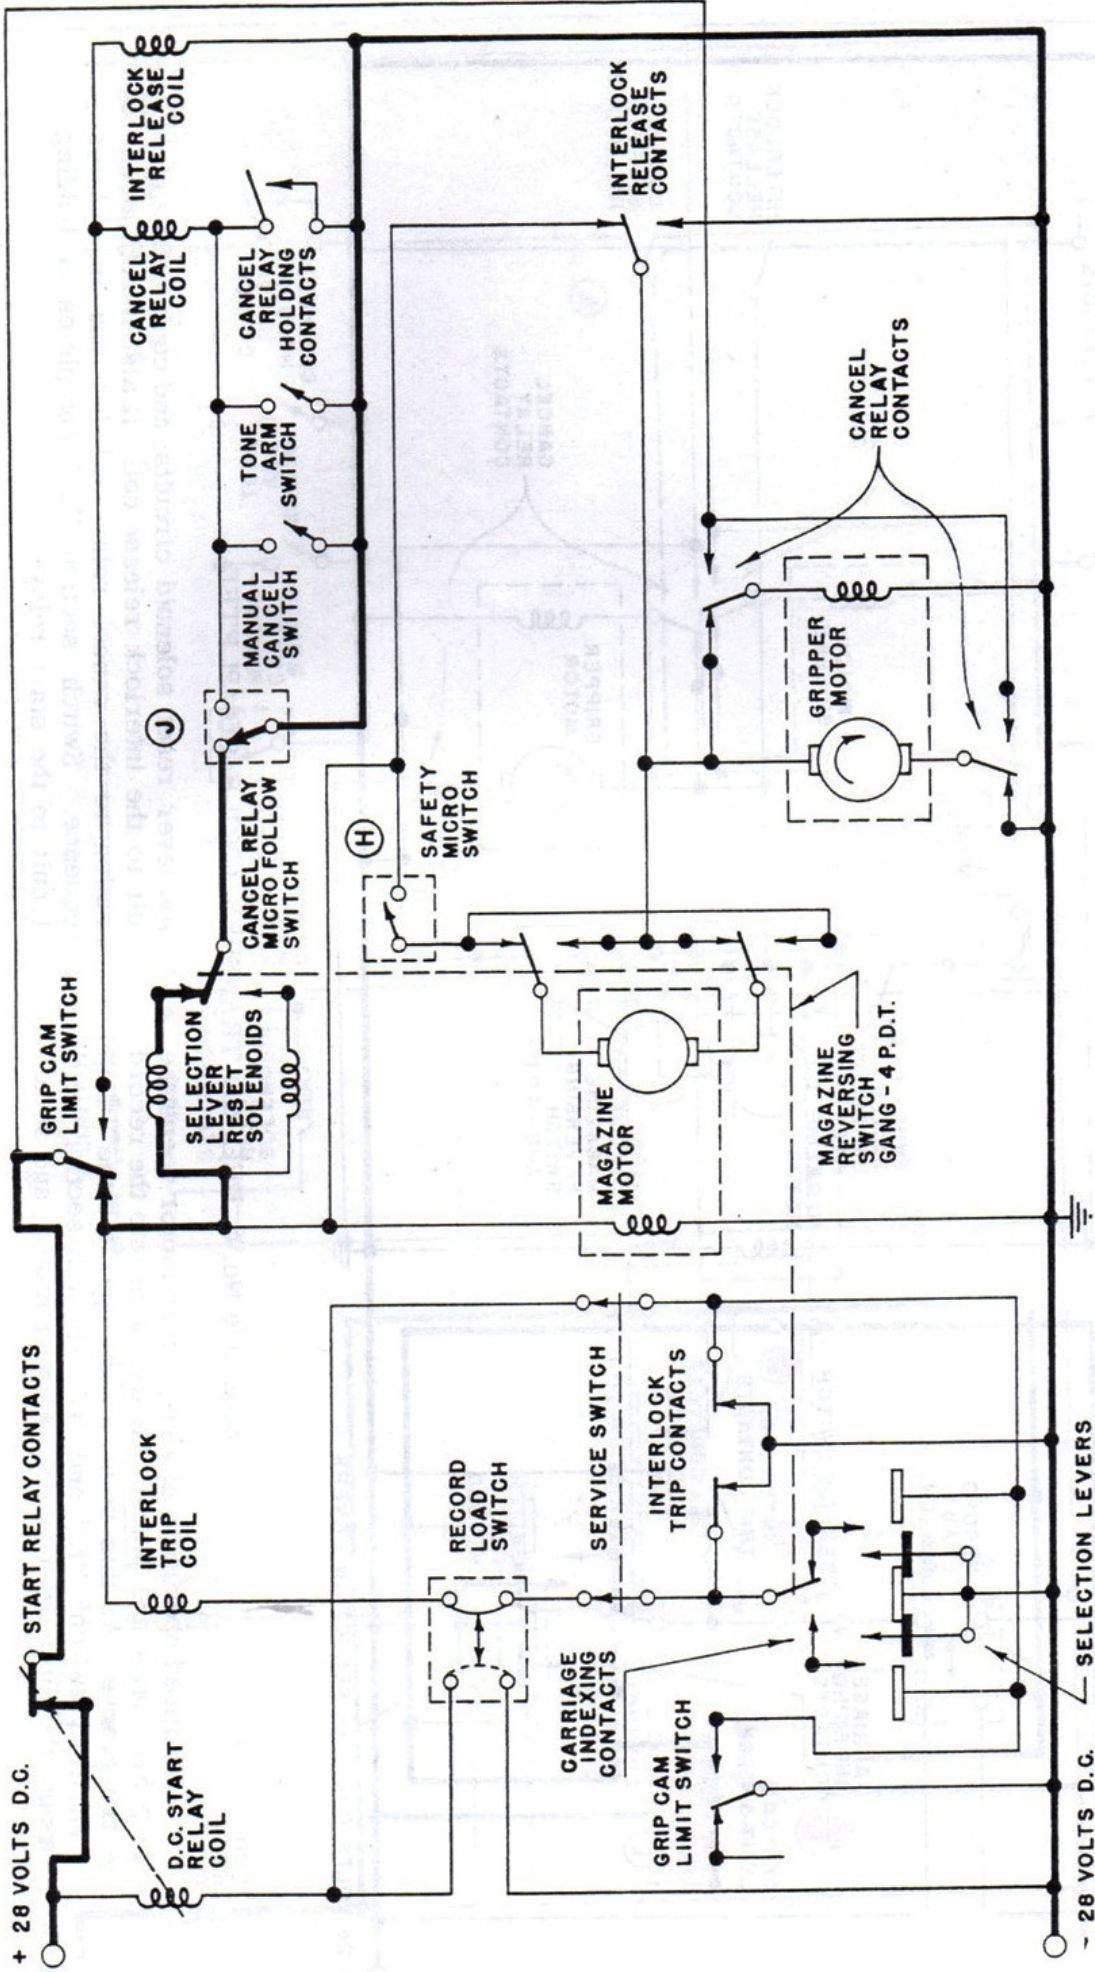 + 28 VOLTS D.C.
START RELAY CONTACTS
GRIP CAM
LIMIT SWITCH
INTERLOCK
RELEASE
COIL
CANCEL
RELAY
COIL
CANCEL
RELAY
HOLDING
CONTACTS
TONE
ARM
SWITCH
MANUAL
CANCEL
SWITCH
J
CANCEL RELAY
MICRO FOLLOW
SWITCH
SELECTION
LEVER
RESET
SOLENOIDS
D.C. START
RELAY
COIL
INTERLOCK
TRIP
COIL
RECORD
LOAD
SWITCH
H
SAFETY
MICRO
SWITCH
INTERLOCK
RELEASE
CONTACTS
SERVICE SWITCH
INTERLOCK
TRIP CONTACTS
MAGAZINE
MOTOR
CARRIAGE
INDEXING
CONTACTS
GRIP CAM
LIMIT SWITCH
MAGAZINE
REVERSING
SWITCH
GANG - 4 P.D.T.
GRIPPER
MOTOR
CANCEL
RELAY
CONTACTS
- 28 VOLTS D.C.
SELECTION LEVERS